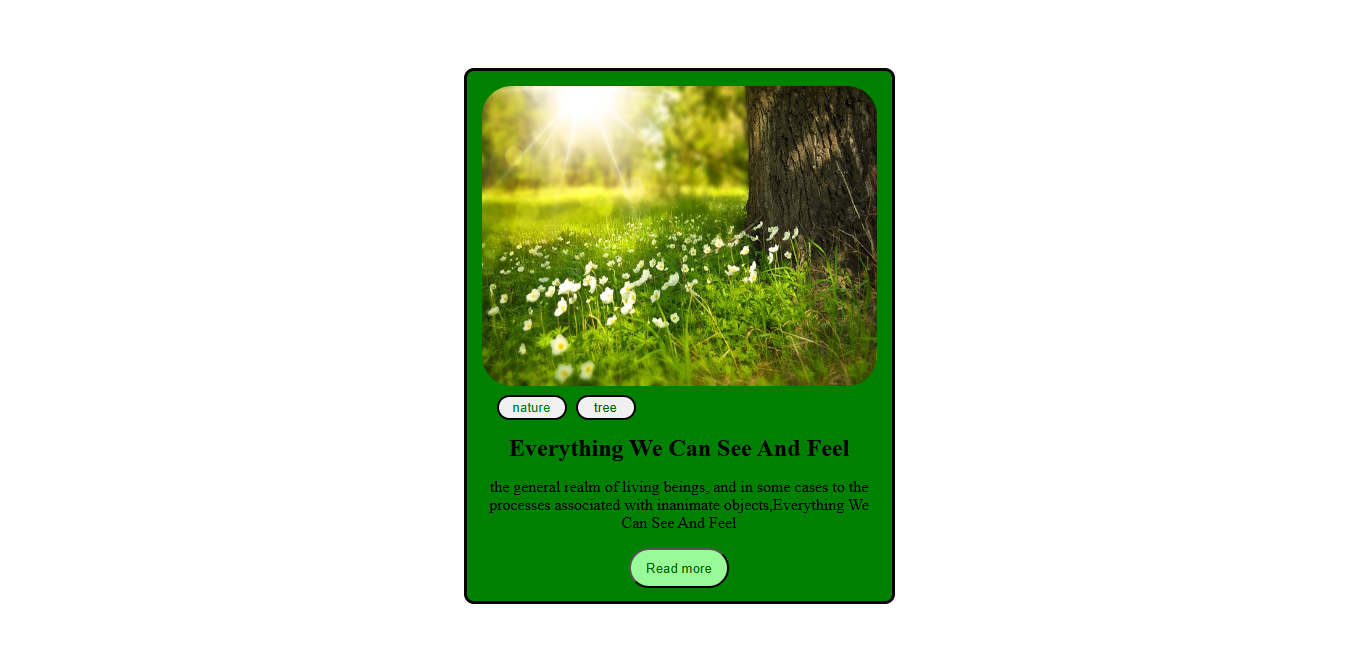 nature tree
Everything We Can See And Feel
the general realm of living beings, and in some cases to the
processes associated with inanimate objects,Everything We
Can See And Feel
Read more